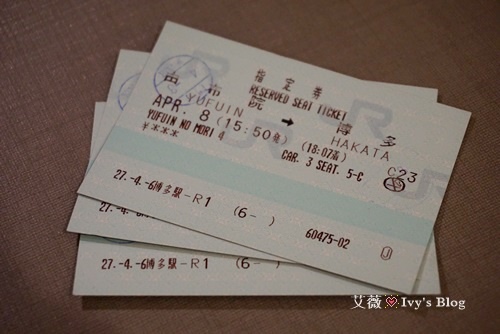 指定券
RESERVED SEAT TICKET
由布院 → 博多
YUFUIN HAKATA
APR. 8 (15:50発) (18:07着)
YUFUIN NO MORI 4 CAR. 3 SEAT. 5-C
¥*** C23
27.-4.-6博多駅-R1 (6- ) 60475-02
27.-4.-6博多駅
27.-4.-6博多駅-R1 (6- )
艾薇♥Ivy's Blog